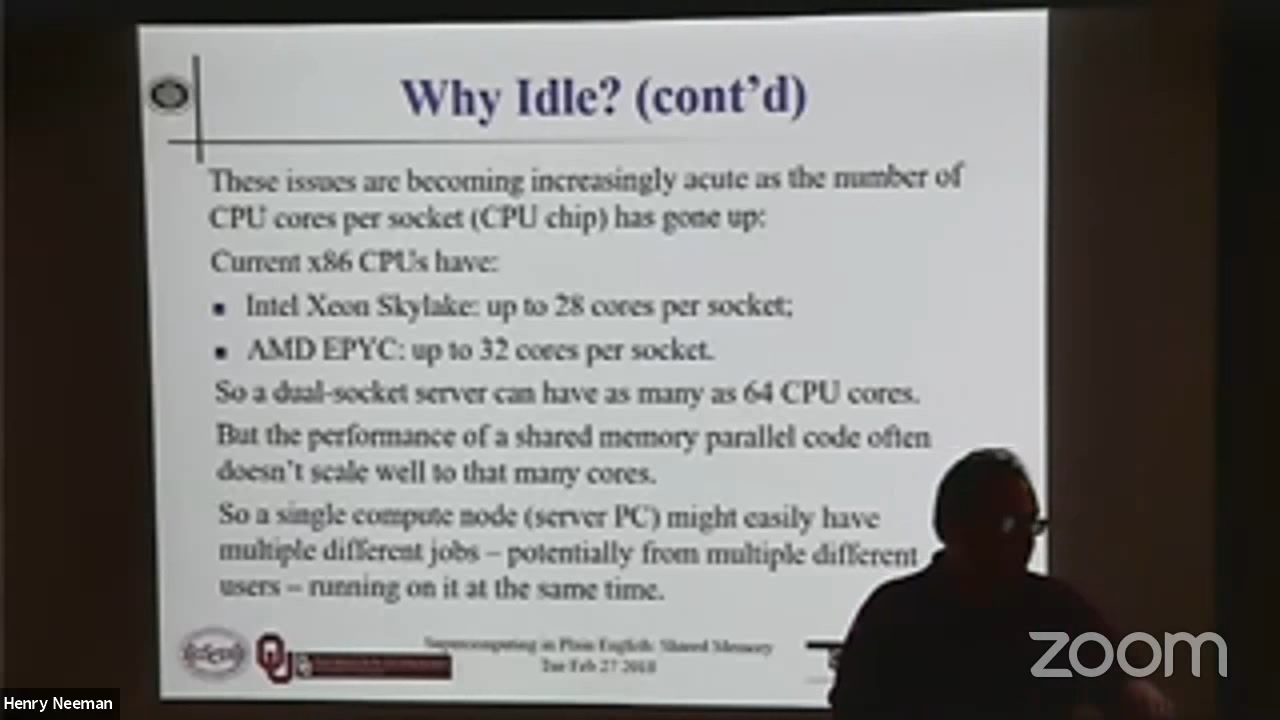 Why Idle? (cont'd)
These issues are becoming increasingly acute as the number of
CPU cores per socket (CPU chip) has gone up:
Current x86 CPUs have:
▪ Intel Xeon Skylake: up to 28 cores per socket;
▪ AMD EPYC: up to 32 cores per socket.
So a dual-socket server can have as many as 64 CPU cores.
But the performance of a shared memory parallel code often
doesn't scale well to that many cores.
So a single compute node (server PC) might easily have
multiple different jobs – potentially from multiple different
users – running on it at the same time.
Supercomputing in Plain English: Shared Memory
Tue Feb 27 2018
zoom
Henry Neeman